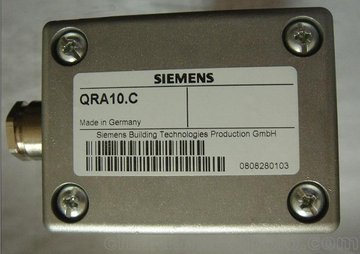 SIEMENS
QRA10.C
Made in Germany
Siemens Building Technologies Production GmbH
0808280103